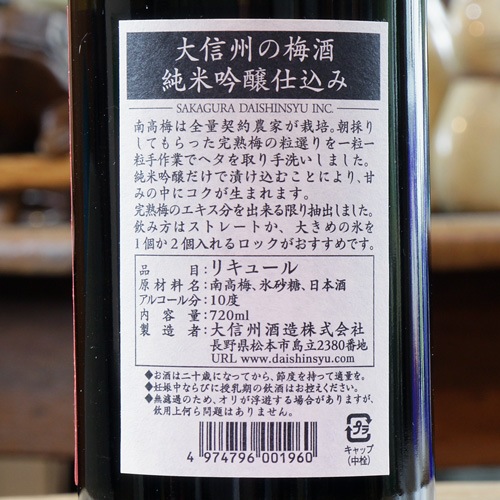 大信州の梅酒
純米吟醸仕込み
SAKAGURA DAISHINSYU INC.
南高梅は全量契約農家が栽培。朝採り
してもらった完熟梅の粒選りを一粒一
粒手作業でヘタを取り手洗いしました。
純米吟醸だけで漬け込むことにより、甘
みの中にコクが生まれます。
完熟梅のエキス分を出来る限り抽出しました。
飲み方はストレートか、大きめの氷を
1個か2個入れるロックがおすすめです。
品目：リキュール
原材料名：南高梅、氷砂糖、日本酒
アルコール分：10度
内容量：720ml
製造者：大信州酒造株式会社
長野県松本市島立2380番地
URL www.daishinsyu.com
◆お酒は二十歳になってから、節度を持って適量を。
◆妊娠中ならびに授乳期の飲酒はお控えください。
◆無濾過のため、オリが浮遊する場合がありますが、
飲用上何ら問題はありません。
4 974796 001960
プラ
キャップ
(中栓)